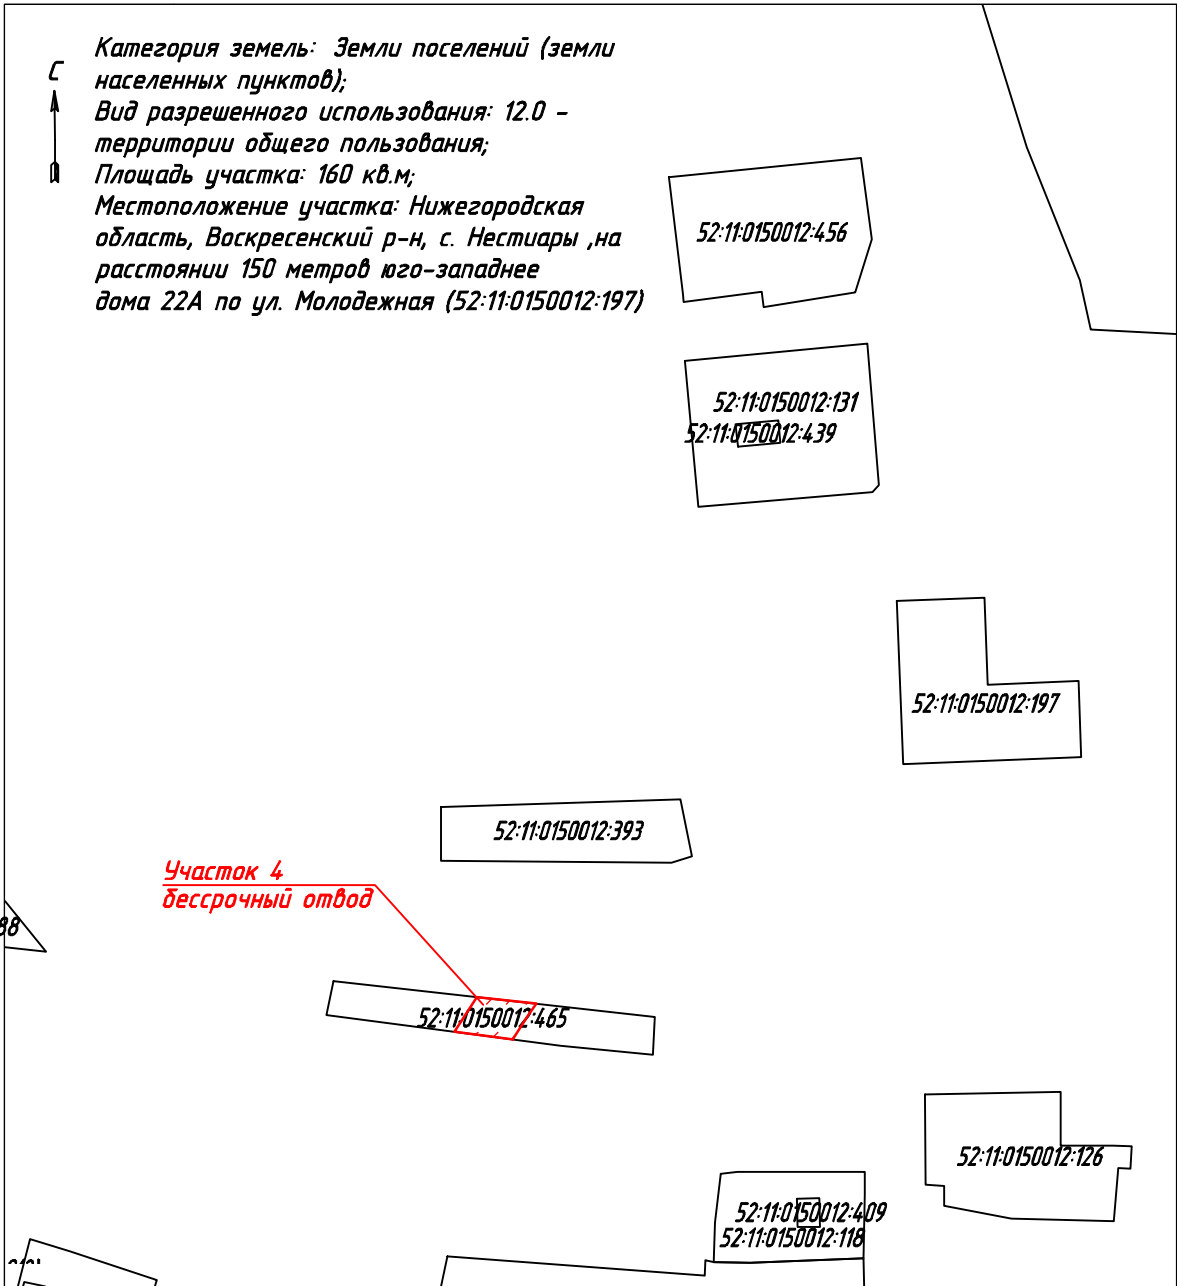 С
Категория земель: Земли поселений (земли
населенных пунктов);
Вид разрешенного использования: 12.0 -
территории общего пользования;
Площадь участка: 160 кв.м;
Местоположение участка: Нижегородская
область, Воскресенский р-н, с. Нестиары ,на
расстоянии 150 метров юго-западнее
дома 22А по ул. Молодежная (52:11:0150012:197)
52:11:0150012:456
52:11:0150012:131
52:11:0150012:439
52:11:0150012:197
52:11:0150012:393
Участок 4
бессрочный отвод
88
52:11:0150012:465
52:11:0150012:126
52:11:0150012:409
52:11:0150012:118